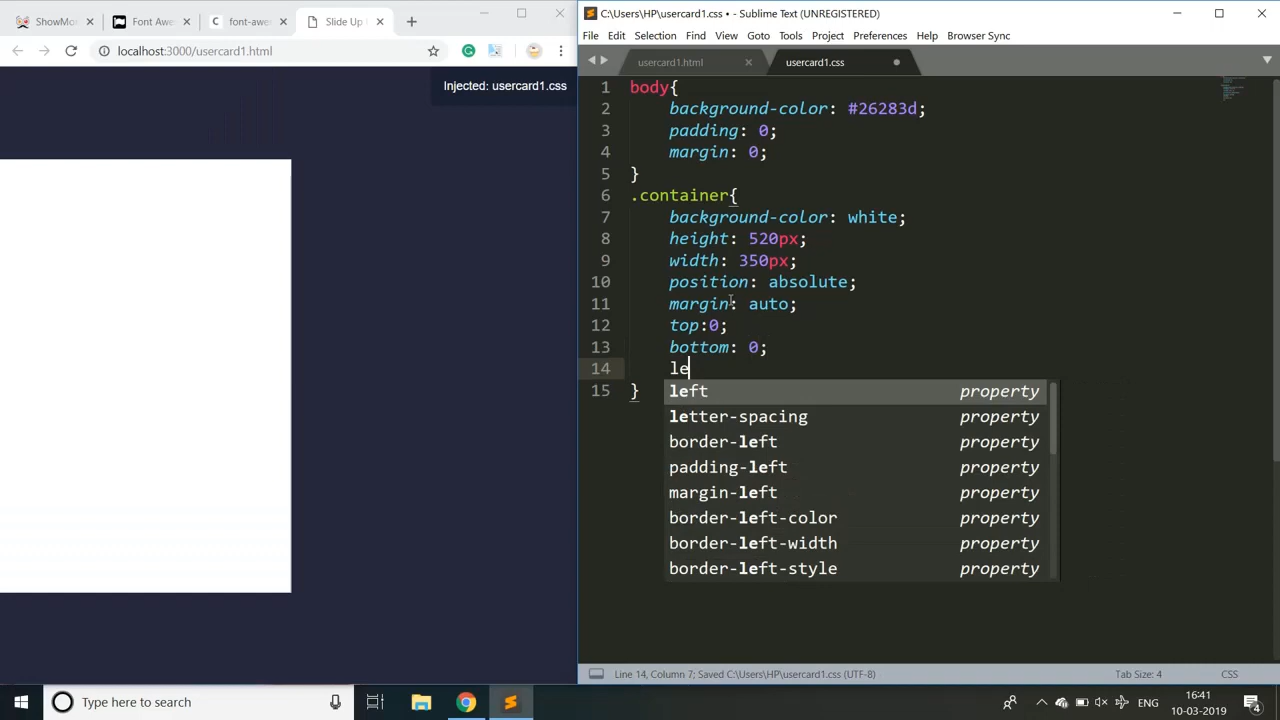 ShowMo
Font Awe
font-awe
Slide Up
localhost:3000/usercard1.html
Injected: usercard1.css
C:\Users\HP\usercard1.css • - Sublime Text (UNREGISTERED)
File Edit Selection Find View Goto Tools Project Preferences Help Browser Sync
usercard1.html
usercard1.css
1 body{
2 background-color: #26283d;
3 padding: 0;
4 margin: 0;
5 }
6 .container{
7 background-color: white;
8 height: 520px;
9 width: 350px;
10 position: absolute;
11 margin: auto;
12 top:0;
13 bottom: 0;
14 le
15 }
left property
letter-spacing property
border-left property
padding-left property
margin-left property
border-left-color property
border-left-width property
border-left-style property
Line 14, Column 7; Saved C:\Users\HP\usercard1.css (UTF-8)
Tab Size: 4
CSS
Type here to search
ENG
16:41
10-03-2019
4